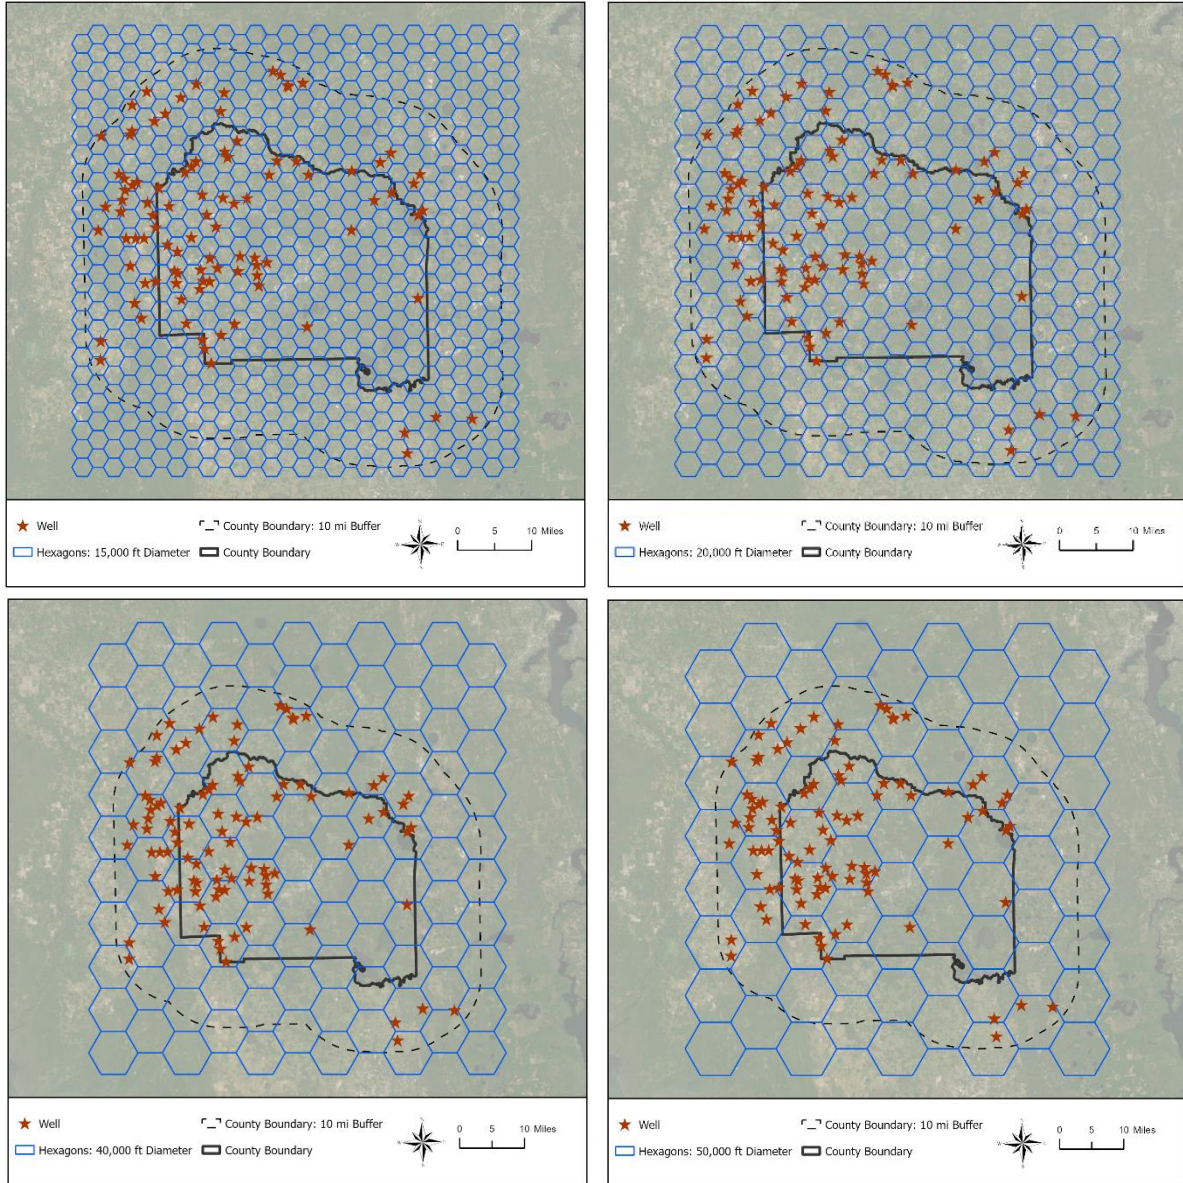 Well
County Boundary: 10 mi Buffer
N
0 5 10 Miles
Hexagons: 15,000 ft Diameter
County Boundary
W E
S
Well
County Boundary: 10 mi Buffer
N
0 5 10 Miles
Hexagons: 20,000 ft Diameter
County Boundary
W E
S
Well
County Boundary: 10 mi Buffer
N
0 5 10 Miles
Hexagons: 40,000 ft Diameter
County Boundary
W E
S
Well
County Boundary: 10 mi Buffer
N
0 5 10 Miles
Hexagons: 50,000 ft Diameter
County Boundary
W E
S